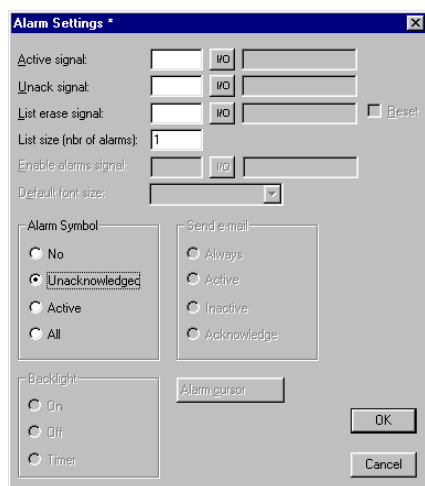 Alarm Settings *
Active signal: I/O
Unack signal: I/O
List erase signal: I/O Reset
List size (nbr of alarms): 1
Enable alarms signal: I/O
Default font size:
Alarm Symbol
No
Unacknowledged
Active
All
Send e-mail
Always
Active
Inactive
Acknowledge
Backlight
On
Off
Timer
Alarm cursor
OK
Cancel